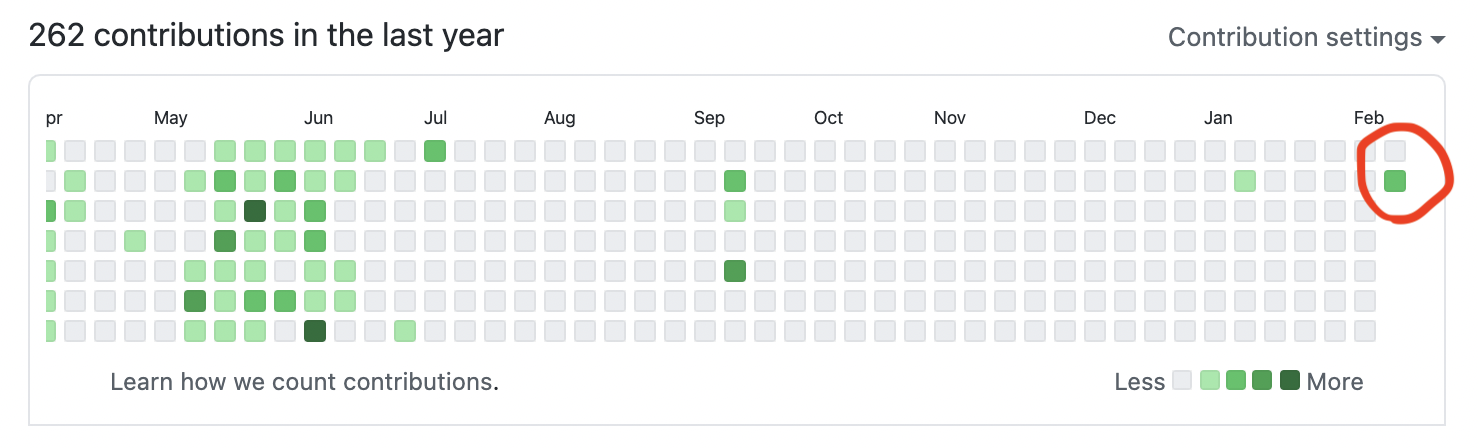 262 contributions in the last year
Contribution settings
pr May Jun Jul Aug Sep Oct Nov Dec Jan Feb
Learn how we count contributions.
Less More